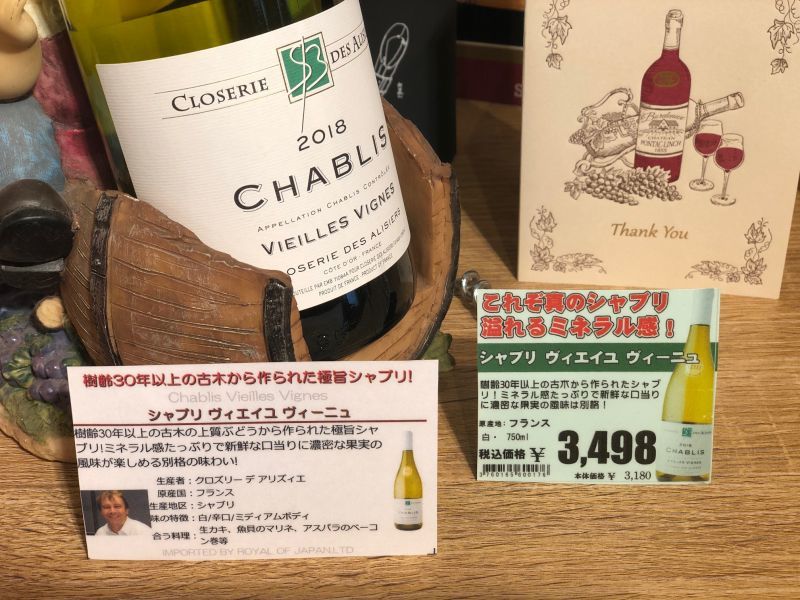 CLOSERIE DES ALIS
2018
CHABLIS
APPELLATION CHABLIS CONTRÔLÉE
VIEILLES VIGNES
CLOSERIE DES ALISIERS
CÔTE D'OR - FRANCE
PRODUCT OF FRANCE
Thank You
樹齢30年以上の古木から作られた極旨シャブリ!
Chablis Vieilles Vignes
シャブリ ヴィエイユ ヴィーニュ
樹齢30年以上の古木の上質ぶどうから作られた極旨シャ
ブリ!ミネラル感たっぷりで新鮮な口当りに濃密な果実の
風味が楽しめる別格の味わい!
生産者:クロズリー デ アリズィエ
原産国:フランス
生産地区:シャブリ
味の特徴:白/辛口/ミディアムボディ
合う料理:生カキ、魚貝のマリネ、アスパラのベーコ
ン巻等
IMPORTED BY ROYAL OF JAPAN.LTD
これぞ真のシャブリ
溢れるミネラル感!
シャブリ ヴィエイユ ヴィーニュ
樹齢30年以上の古木から作られたシャブ
リ!ミネラル感たっぷりで新鮮な口当り
に濃密な果実の風味は別格!
原産地:フランス
白・ 750ml
税込価格 ¥ 3,498
本体価格 ¥ 3,180
3760165600176
2018
CHABLIS